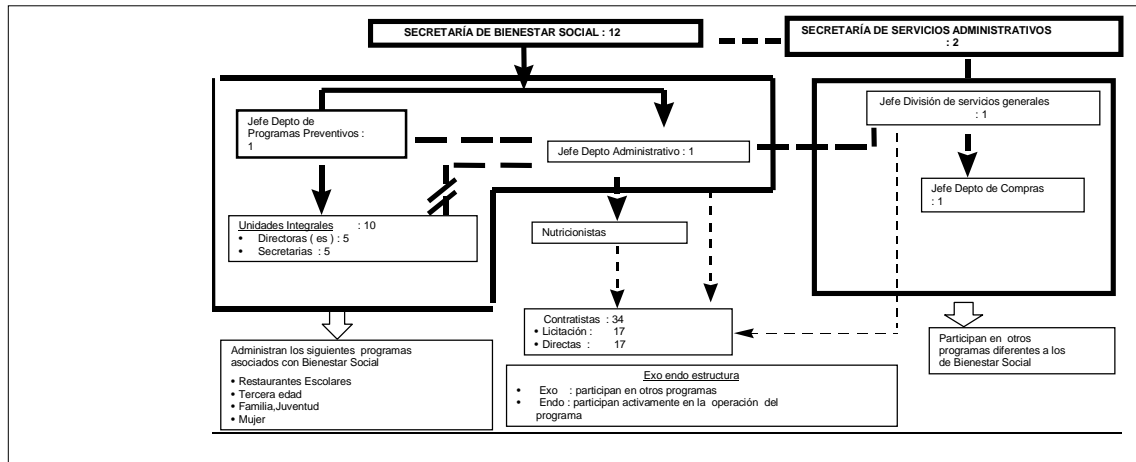 SECRETARÍA DE BIENESTAR SOCIAL : 12
SECRETARÍA DE SERVICIOS ADMINISTRATIVOS
: 2
Jefe Depto de
Programas Preventivos :
1
Jefe Depto Administrativo : 1
Jefe División de servicios generales
: 1
Jefe Depto de Compras
: 1
Unidades Integrales : 10
• Directoras ( es ) : 5
• Secretarias : 5
Nutricionistas
Contratistas : 34
• Licitación : 17
• Directas : 17
Administran los siguientes programas
asociados con Bienestar Social
• Restaurantes Escolares
• Tercera edad
• Familia,Juventud
• Mujer
Exo endo estructura
• Exo : participan en otros programas
• Endo : participan activamente en la operación del
programa
Participan en otros
programas diferentes a los
de Bienestar Social